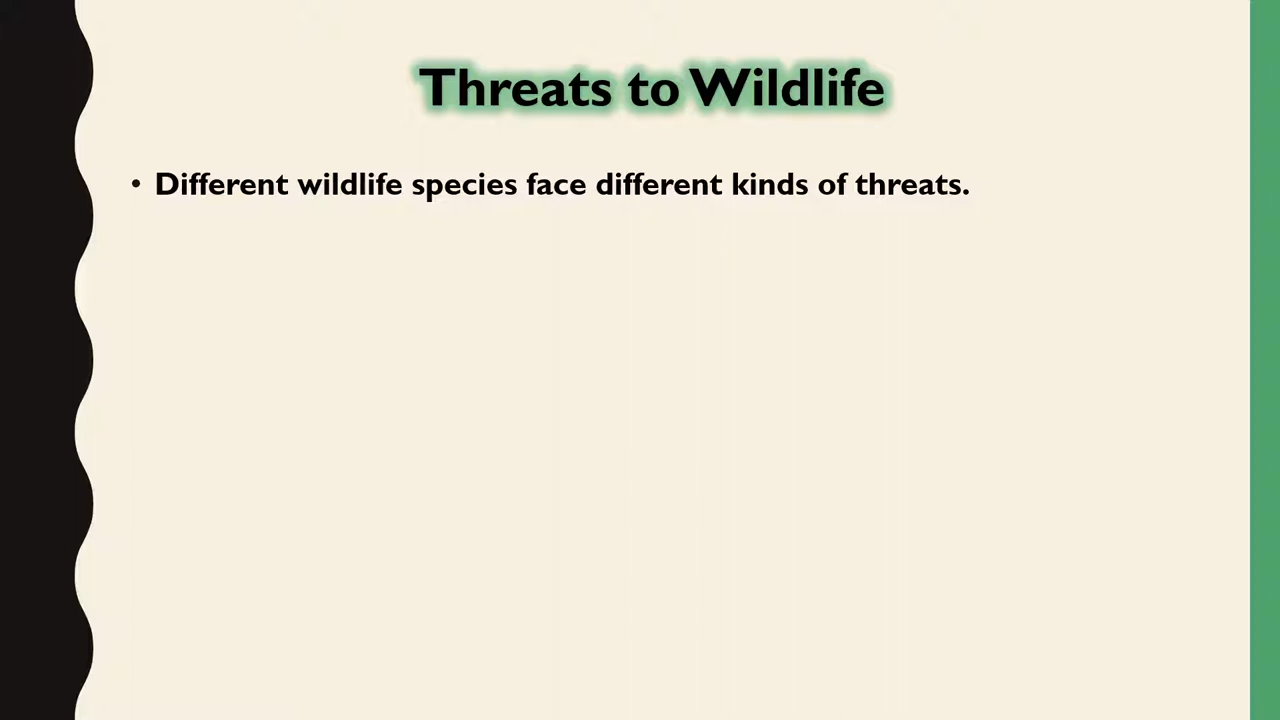 Threats to Wildlife
• Different wildlife species face different kinds of threats.